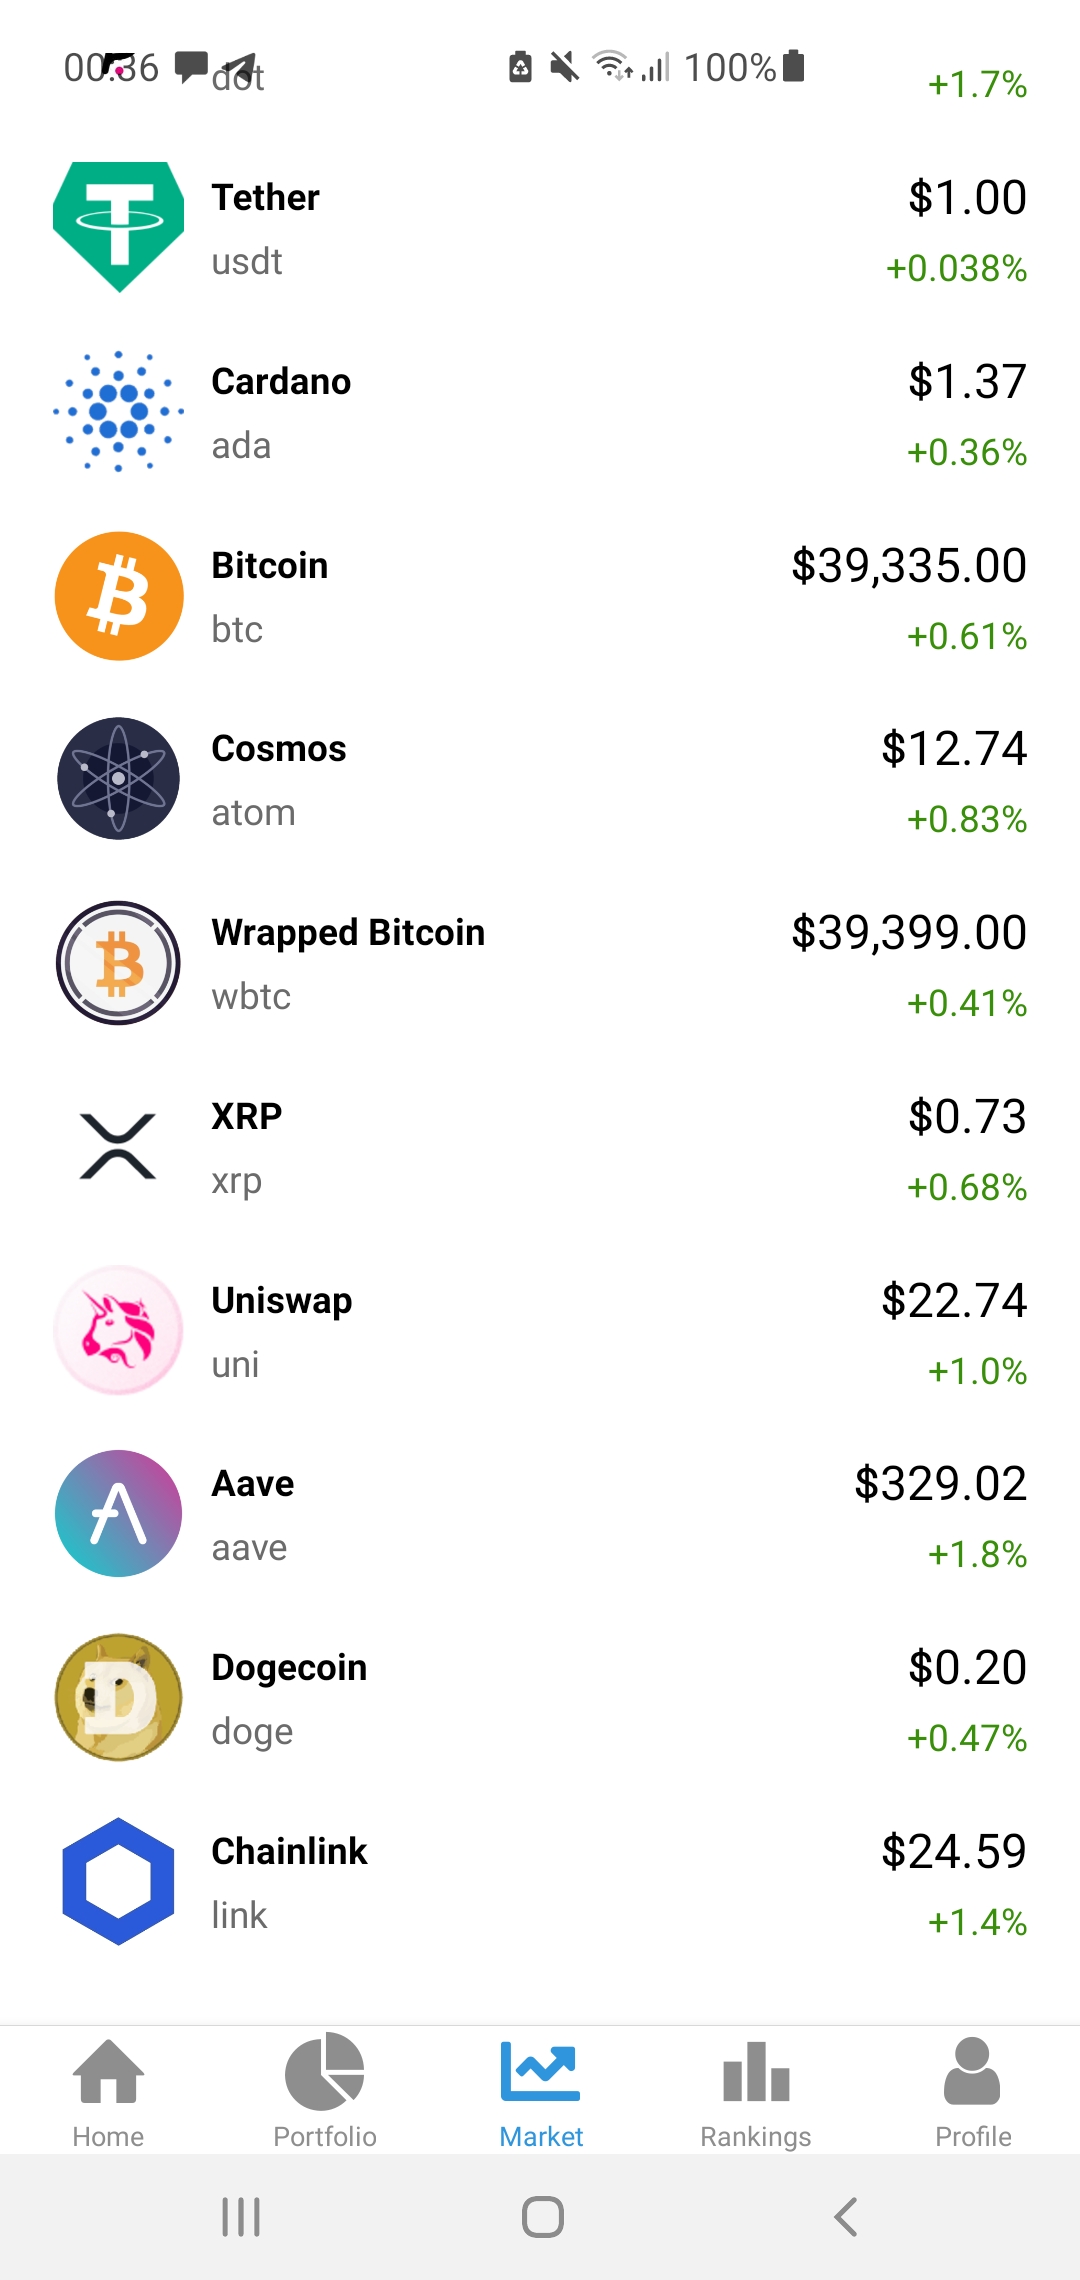 00:36 100%
dot +1.7%
Tether $1.00
usdt +0.038%
Cardano $1.37
ada +0.36%
Bitcoin $39,335.00
btc +0.61%
Cosmos $12.74
atom +0.83%
Wrapped Bitcoin $39,399.00
wbtc +0.41%
XRP $0.73
xrp +0.68%
Uniswap $22.74
uni +1.0%
Aave $329.02
aave +1.8%
Dogecoin $0.20
doge +0.47%
Chainlink $24.59
link +1.4%
Home Portfolio Market Rankings Profile